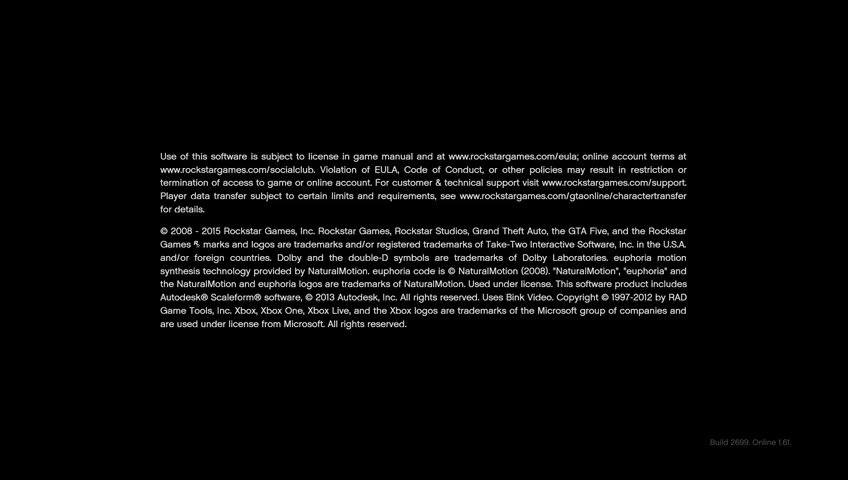 Use of this software is subject to license in game manual and at www.rockstargames.com/eula; online account terms at
www.rockstargames.com/socialclub. Violation of EULA, Code of Conduct, or other policies may result in restriction or
termination of access to game or online account. For customer & technical support visit www.rockstargames.com/support.
Player data transfer subject to certain limits and requirements, see www.rockstargames.com/gtaonline/charactertransfer
for details.
© 2008 - 2015 Rockstar Games, Inc. Rockstar Games, Rockstar Studios, Grand Theft Auto, the GTA Five, and the Rockstar
Games R* marks and logos are trademarks and/or registered trademarks of Take-Two Interactive Software, Inc. in the U.S.A.
and/or foreign countries. Dolby and the double-D symbols are trademarks of Dolby Laboratories. euphoria motion
synthesis technology provided by NaturalMotion. euphoria code is © NaturalMotion (2008). "NaturalMotion", "euphoria" and
the NaturalMotion and euphoria logos are trademarks of NaturalMotion. Used under license. This software product includes
Autodesk® Scaleform® software, © 2013 Autodesk, Inc. All rights reserved. Uses Bink Video. Copyright © 1997-2012 by RAD
Game Tools, Inc. Xbox, Xbox One, Xbox Live, and the Xbox logos are trademarks of the Microsoft group of companies and
are used under license from Microsoft. All rights reserved.
Build 2699. Online 1.61.